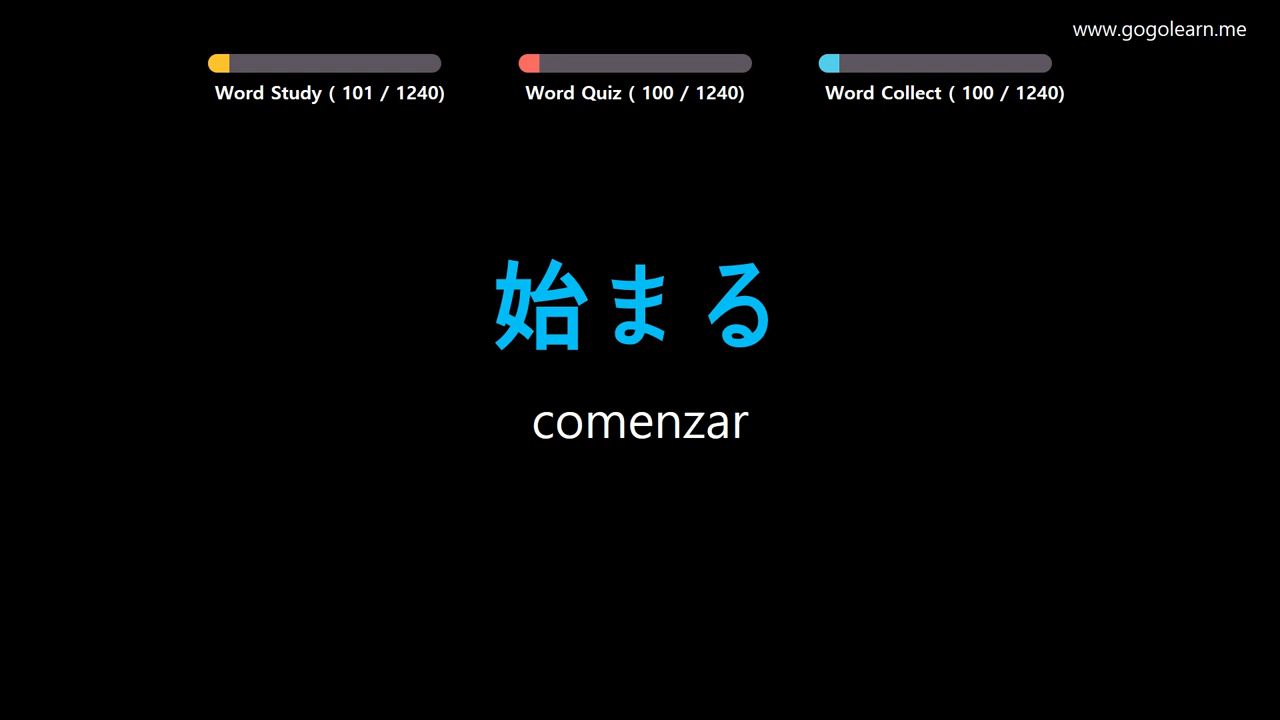 www.gogolearn.me
Word Study ( 101 / 1240)
Word Quiz ( 100 / 1240)
Word Collect ( 100 / 1240)
始まる
comenzar